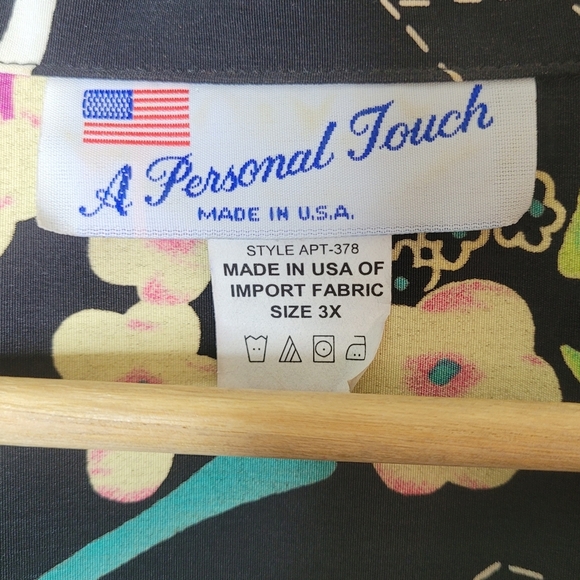 A Personal Touch
MADE IN U.S.A.
STYLE APT-378
MADE IN USA OF
IMPORT FABRIC
SIZE 3X